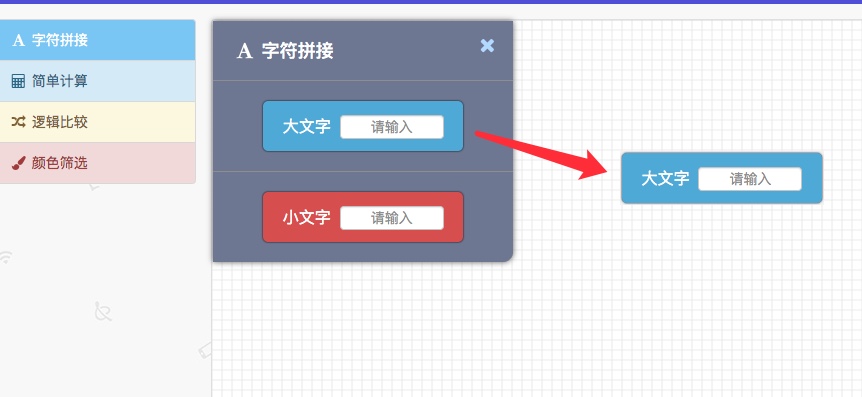 字符拼接
简单计算
逻辑比较
颜色筛选
A 字符拼接
大文字 请输入
小文字 请输入
大文字 请输入